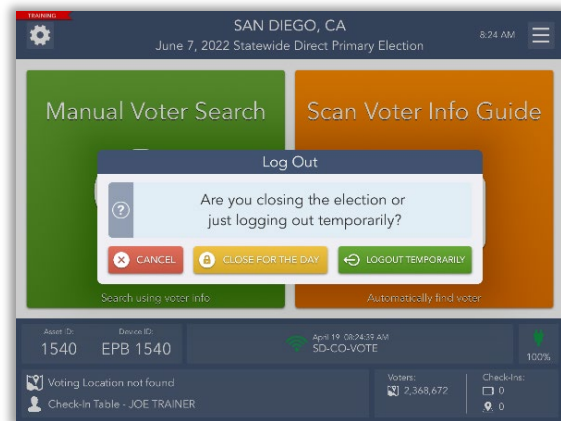 TRAINING
SAN DIEGO, CA
June 7, 2022 Statewide Direct Primary Election
8:24 AM
Manual Voter Search
Scan Voter Info Guide
Log Out
Are you closing the election or
just logging out temporarily?
CANCEL
CLOSE FOR THE DAY
LOGOUT TEMPORARILY
Search using voter info
Automatically find voter
Asset ID:
1540
Device ID:
EPB 1540
April 19, 08:24:39 AM
SD-CO-VOTE
100%
Voting Location not found
Check-In Table - JOE TRAINER
Voters:
2,368,672
Check-Ins:
0
0